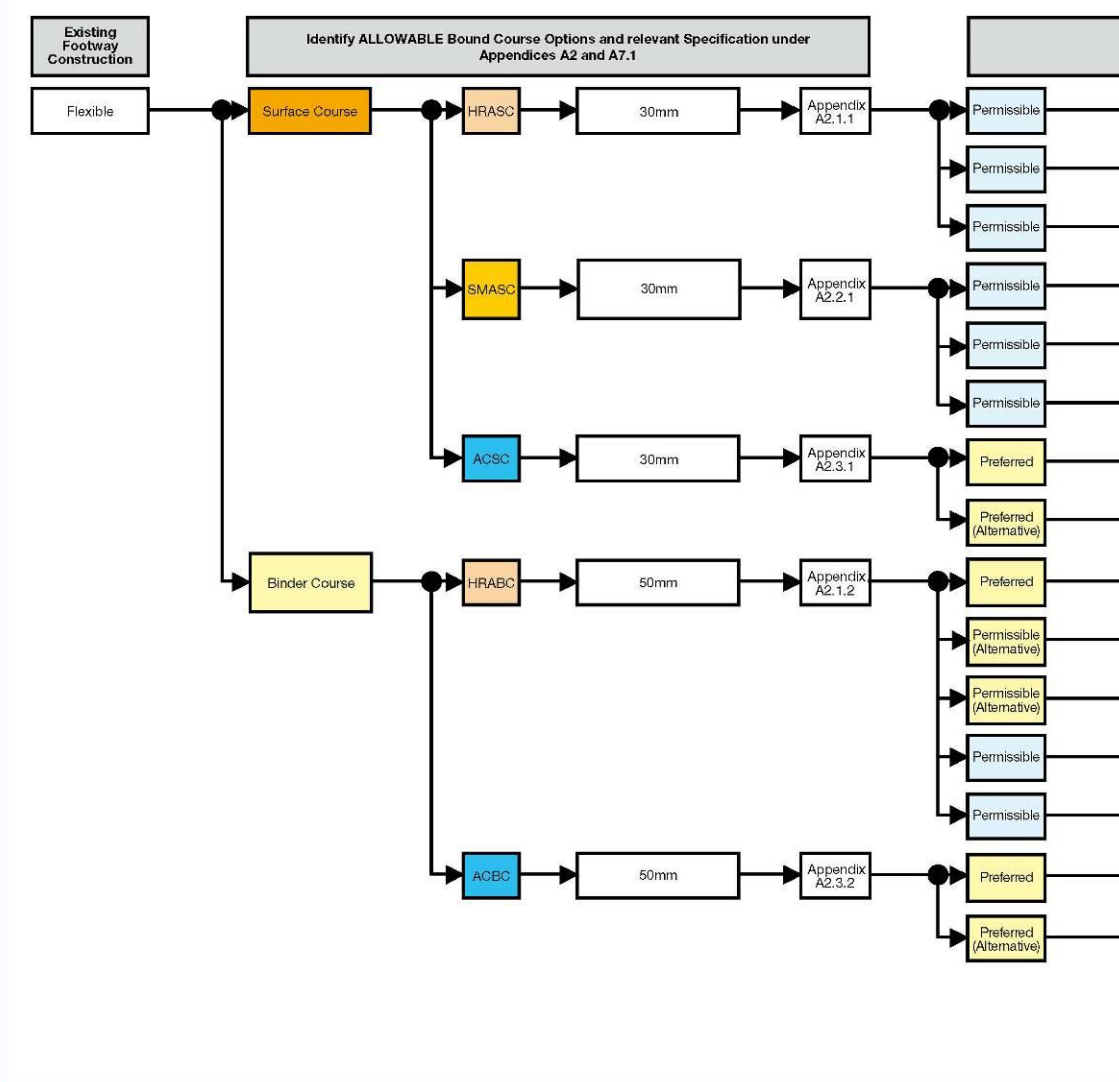 Existing
Footway
Construction
Identify ALLOWABLE Bound Course Options and relevant Specification under
Appendices A2 and A7.1
Flexible
Surface Course
HRASC
30mm
Appendix
A2.1.1
Permissible
Permissible
Permissible
SMASC
30mm
Appendix
A2.2.1
Permissible
Permissible
Permissible
ACSC
30mm
Appendix
A2.3.1
Preferred
Preferred
(Alternative)
Binder Course
HRABC
50mm
Appendix
A2.1.2
Preferred
Permissible
(Alternative)
Permissible
(Alternative)
Permissible
Permissible
ACBC
50mm
Appendix
A2.3.2
Preferred
Preferred
(Alternative)